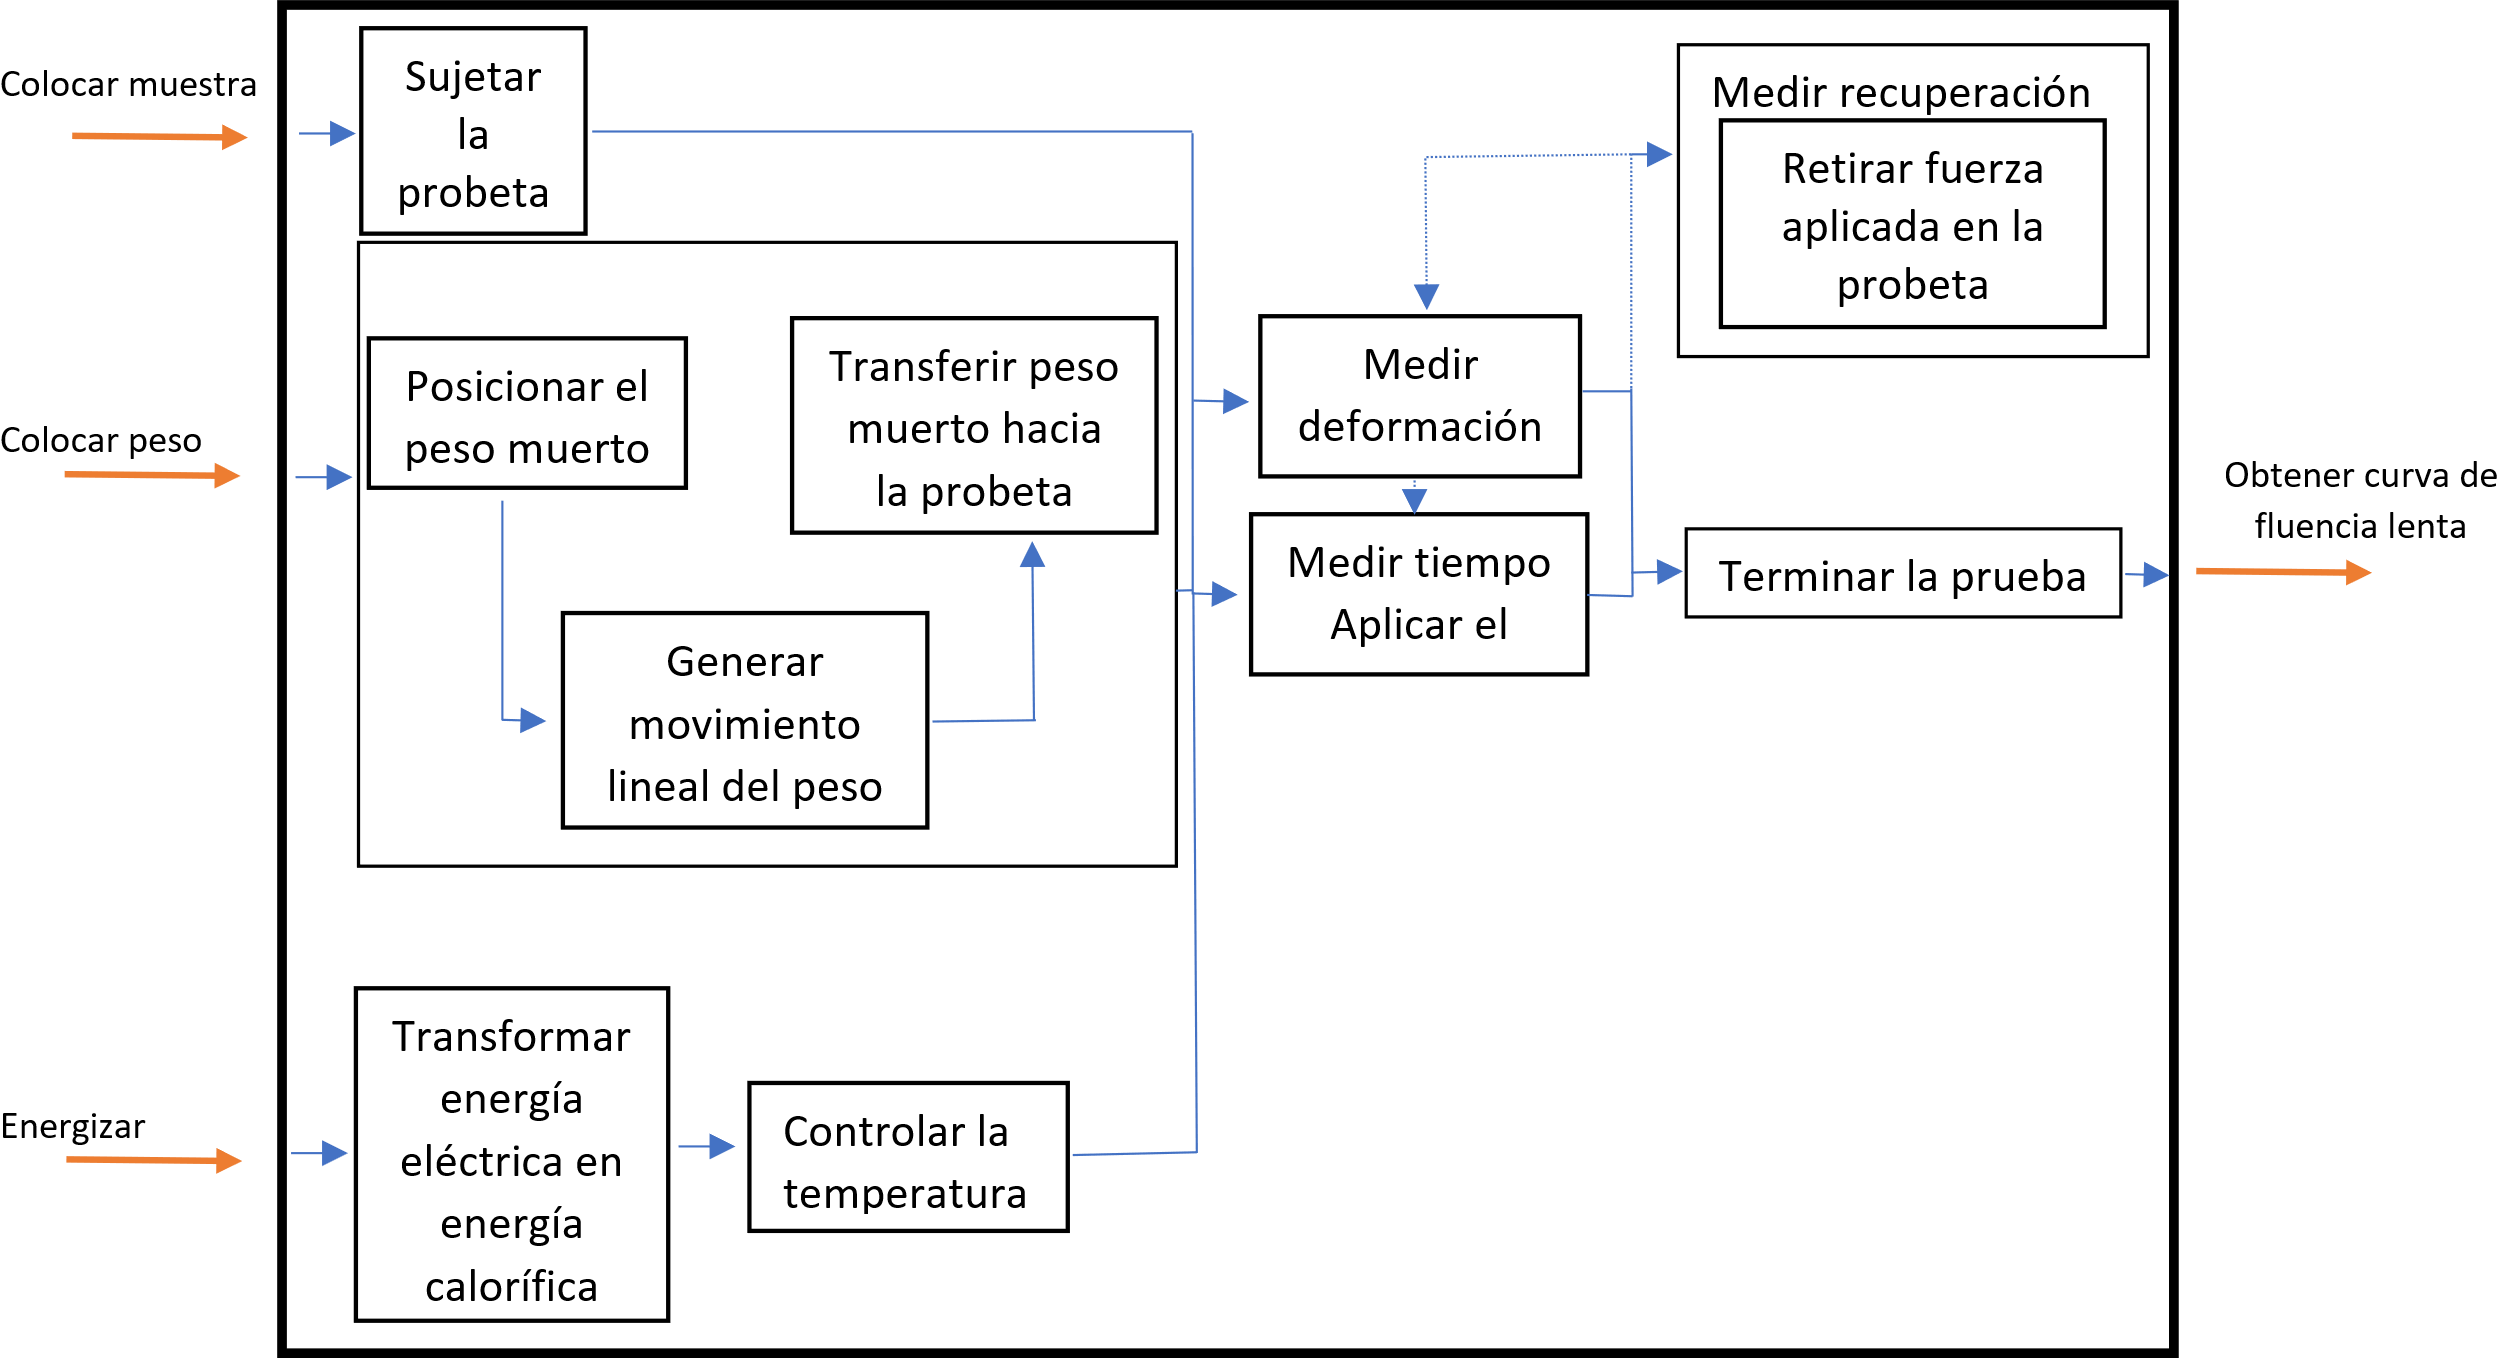 Colocar muestra
Sujetar
la
probeta
Colocar peso
Posicionar el
peso muerto
Transferir peso
muerto hacia
la probeta
Generar
movimiento
lineal del peso
Energizar
Transformar
energía
eléctrica en
energía
calorífica
Controlar la
temperatura
Medir
deformación
Medir tiempo
Aplicar el
Medir recuperación
Retirar fuerza
aplicada en la
probeta
Terminar la prueba
Obtener curva de
fluencia lenta